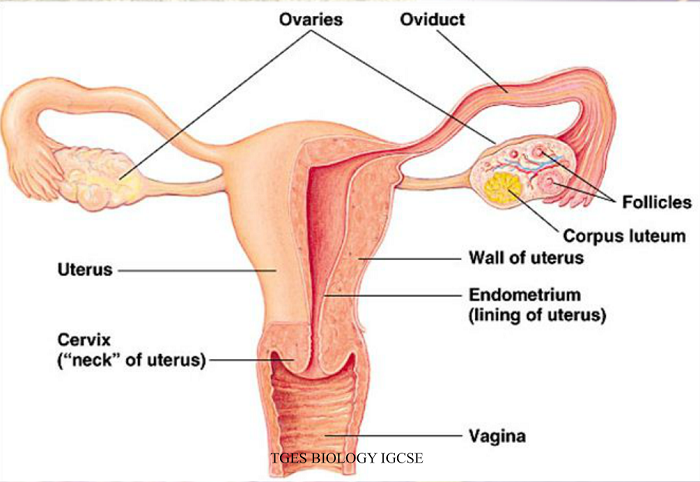 Ovaries
Oviduct
Follicles
Corpus luteum
Wall of uterus
Uterus
Endometrium
(lining of uterus)
Cervix
("neck" of uterus)
Vagina
TGES BIOLOGY IGCSE